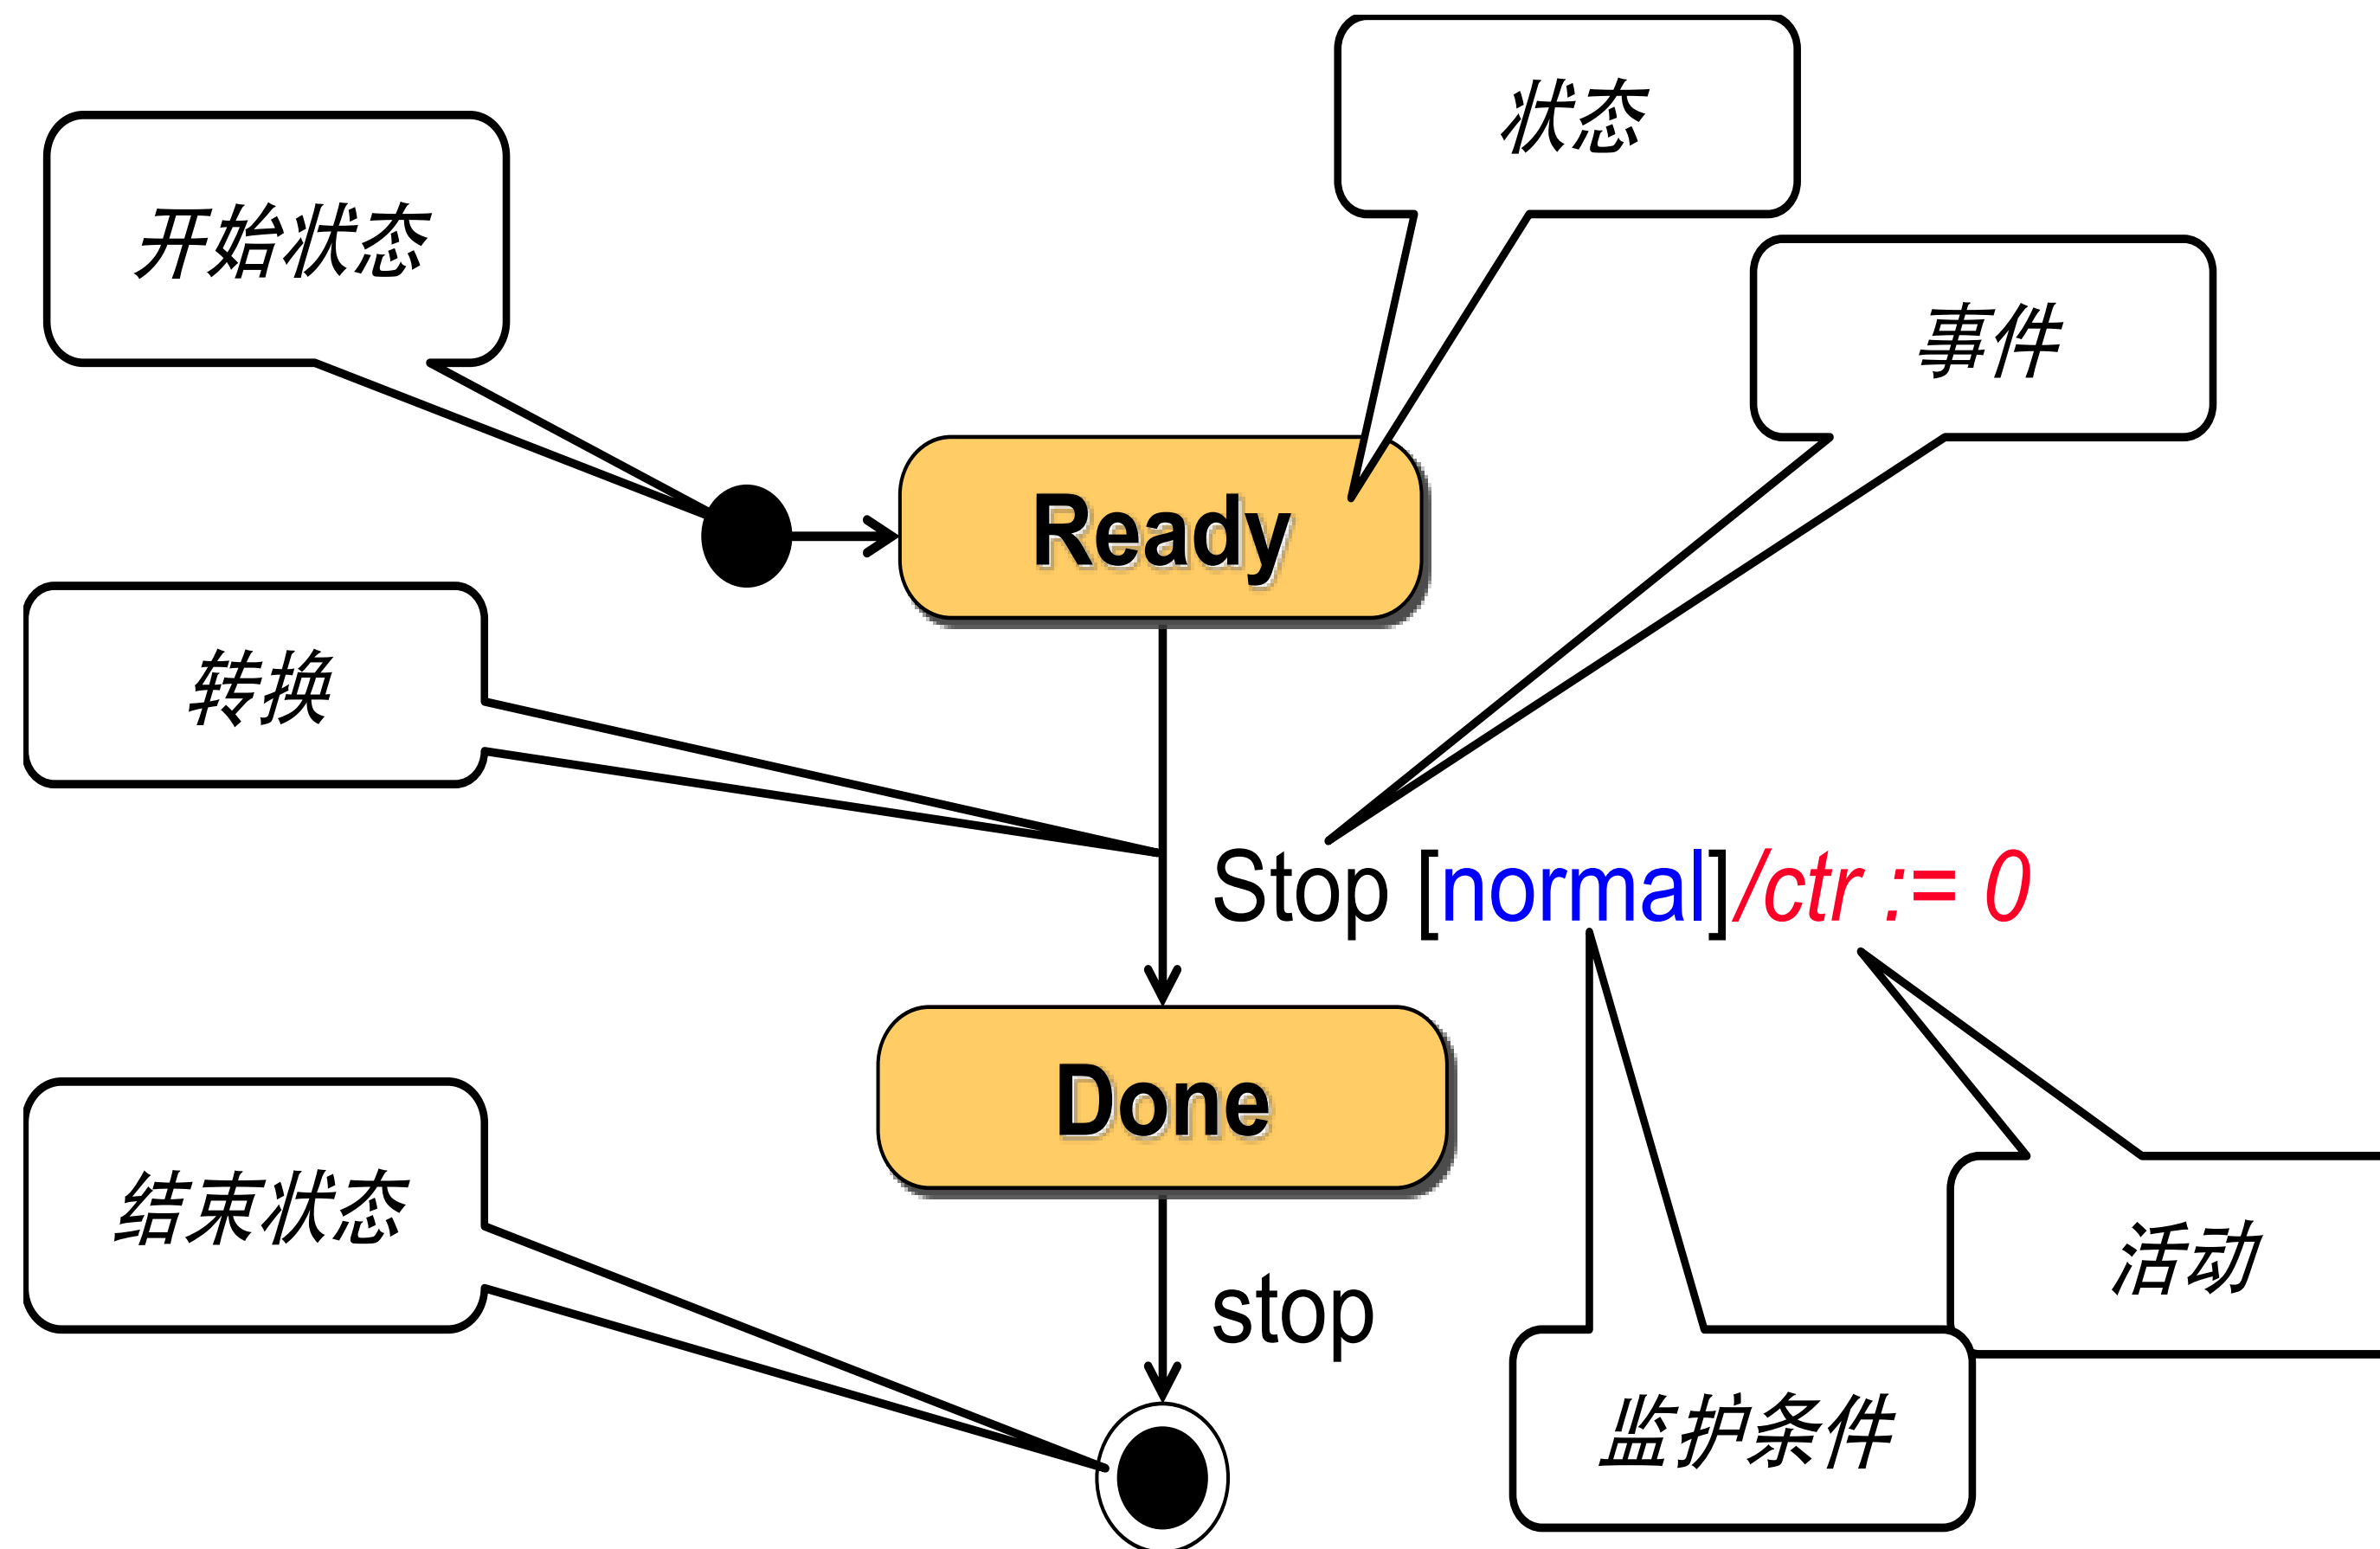 状态
开始状态
事件
Ready
转换
Stop [normal]/ctr := 0
Done
结束状态
活动
stop
监护条件